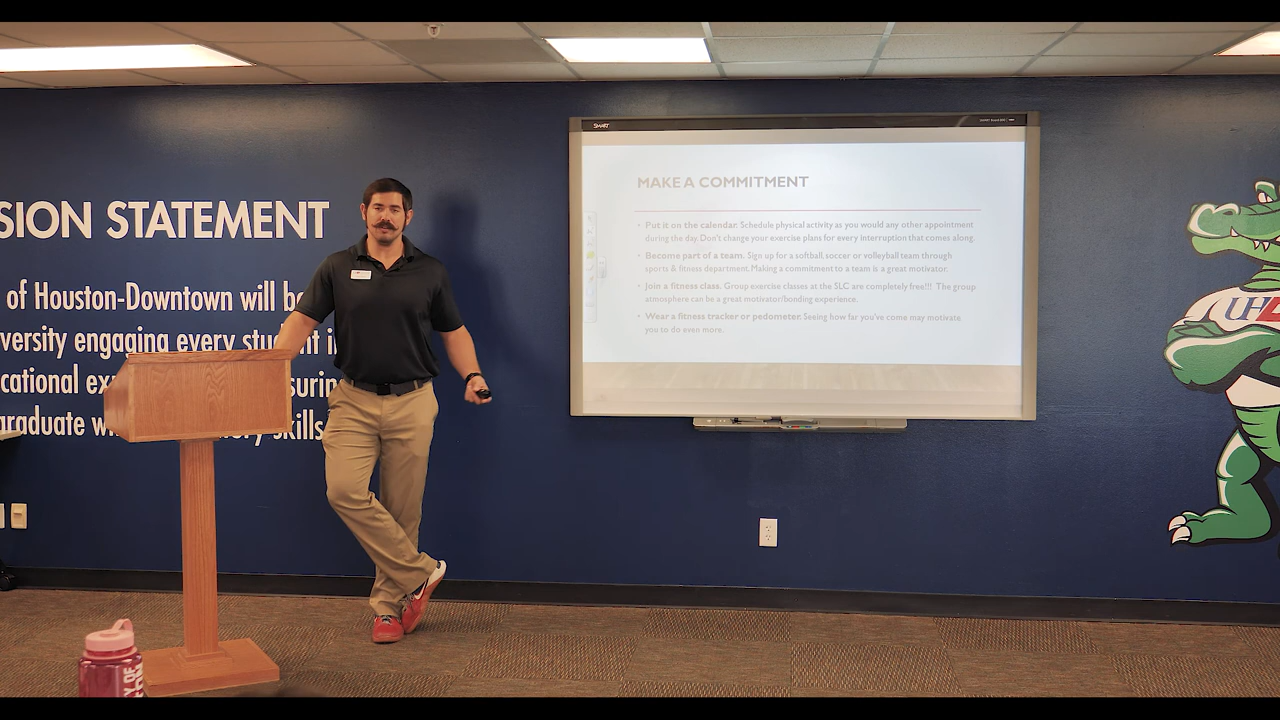 SION STATEMENT
of Houston-Downtown will be
versity engaging every student i
cational ex suring
graduate w skills
SMART
MAKE A COMMITMENT
• Put it on the calendar. Schedule physical activity as you would any other appointment
during the day. Don't change your exercise plans for every interruption that comes along.
• Become part of a team. Sign up for a softball, soccer or volleyball team through
sports & fitness department. Making a commitment to a team is a great motivator.
• Join a fitness class. Group exercise classes at the SLC are completely free!!! The group
atmosphere can be a great motivator/bonding experience.
• Wear a fitness tracker or pedometer. Seeing how far you've come may motivate
you to do even more.